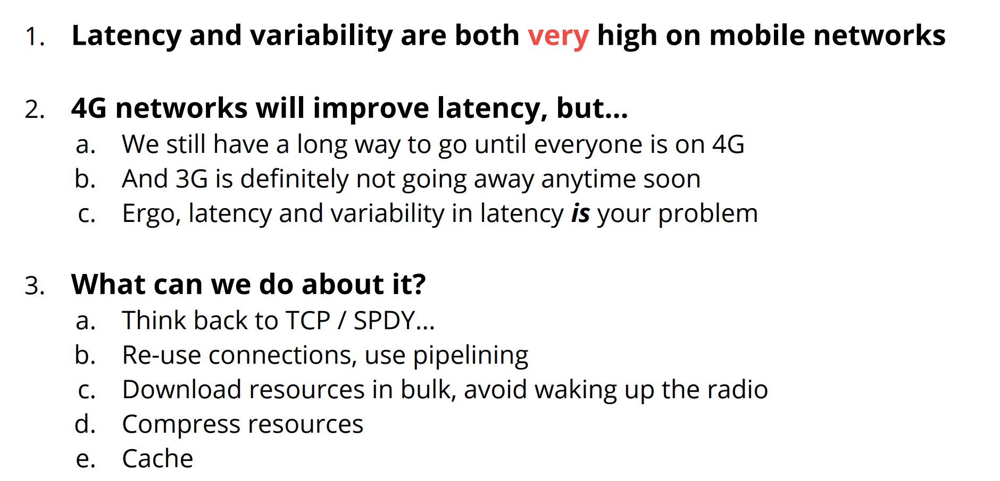 1. Latency and variability are both very high on mobile networks
2. 4G networks will improve latency, but...
a. We still have a long way to go until everyone is on 4G
b. And 3G is definitely not going away anytime soon
c. Ergo, latency and variability in latency is your problem
3. What can we do about it?
a. Think back to TCP / SPDY...
b. Re-use connections, use pipelining
c. Download resources in bulk, avoid waking up the radio
d. Compress resources
e. Cache